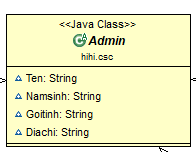 <<Java Class>>
Admin
hihi.csc
Ten: String
Namsinh: String
Goitinh: String
Diachi: String